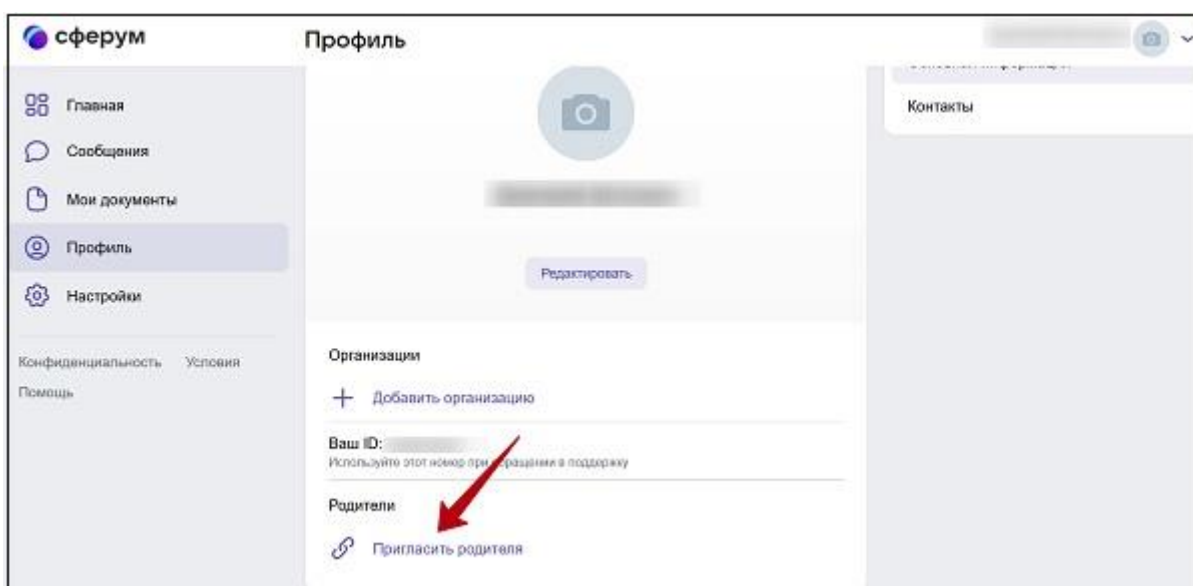 сферум
Профиль
Главная
Сообщения
Мои документы
Профиль
Настройки
Конфиденциальность Условия
Помощь
Контакты
Редактировать
Организации
Добавить организацию
Ваш ID:
Используйте этот номер при обращении в поддержку
Родители
Пригласить родителя